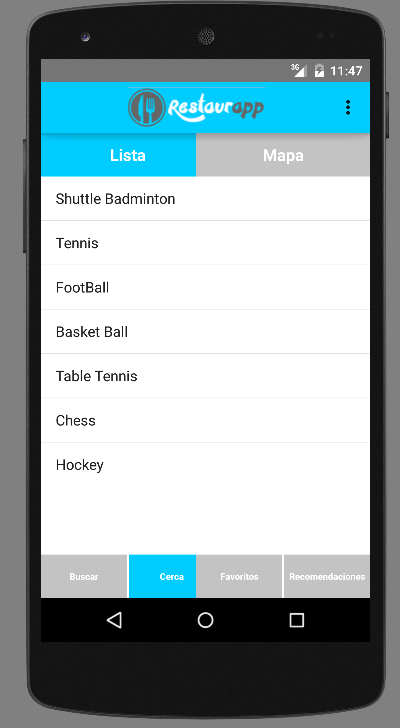 3G 11:47
Restaurapp
Lista Mapa
Shuttle Badminton
Tennis
FootBall
Basket Ball
Table Tennis
Chess
Hockey
Buscar Cerca Favoritos Recomendaciones